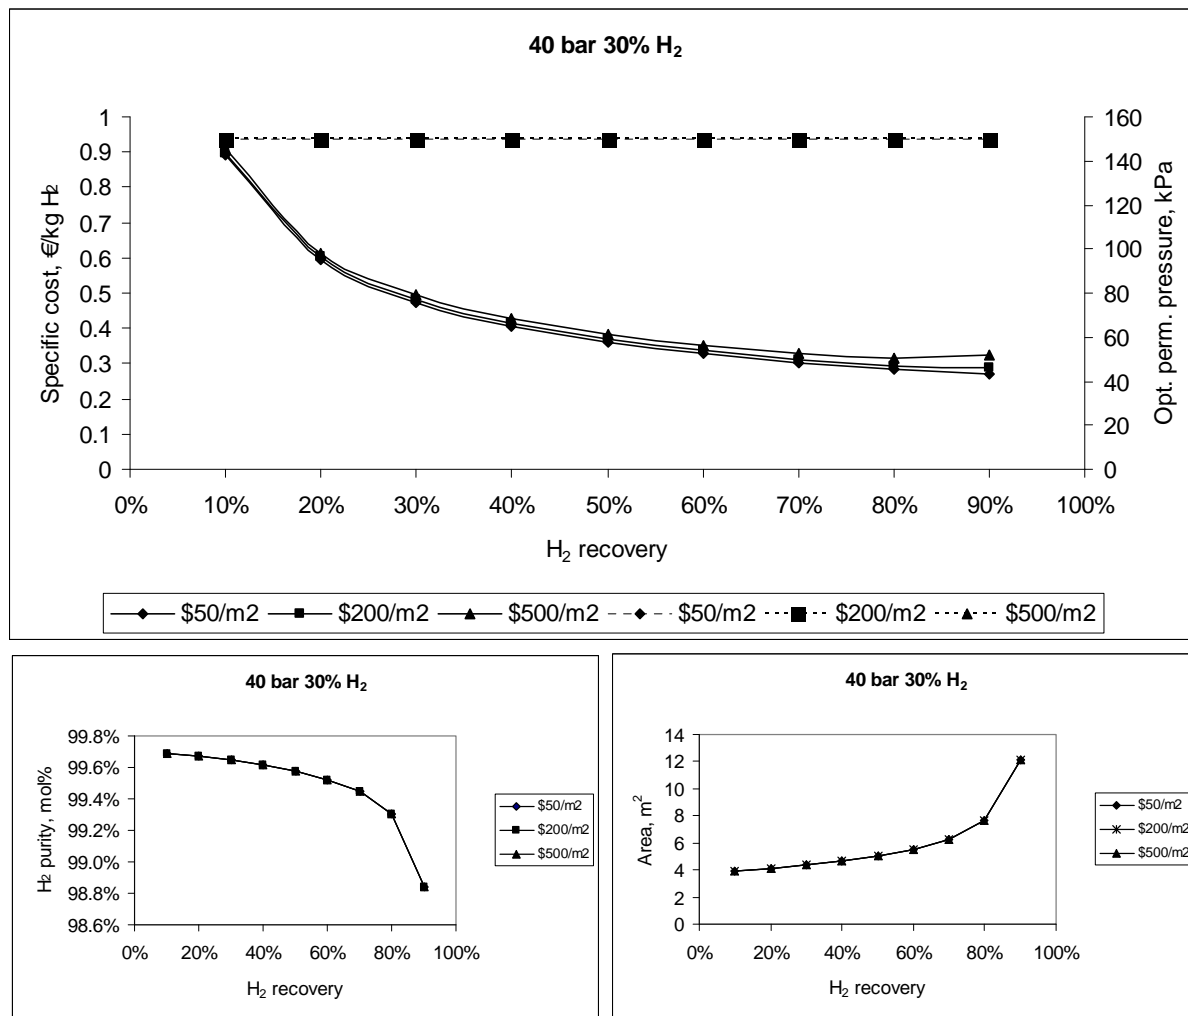 40 bar 30% H2
1
0.9
0.8
0.7
0.6
0.5
0.4
0.3
0.2
0.1
0
Specific cost, €/kg H2
160
140
120
100
80
60
40
20
0
Opt. perm. pressure, kPa
0% 10% 20% 30% 40% 50% 60% 70% 80% 90% 100%
H2 recovery
$50/m2 $200/m2 $500/m2 $50/m2 $200/m2 $500/m2
40 bar 30% H2
99.8%
99.6%
99.4%
99.2%
99.0%
98.8%
98.6%
H2 purity, mol%
0% 20% 40% 60% 80% 100%
H2 recovery
$50/m2
$200/m2
$500/m2
40 bar 30% H2
14
12
10
8
6
4
2
0
Area, m2
0% 20% 40% 60% 80% 100%
H2 recovery
$50/m2
$200/m2
$500/m2